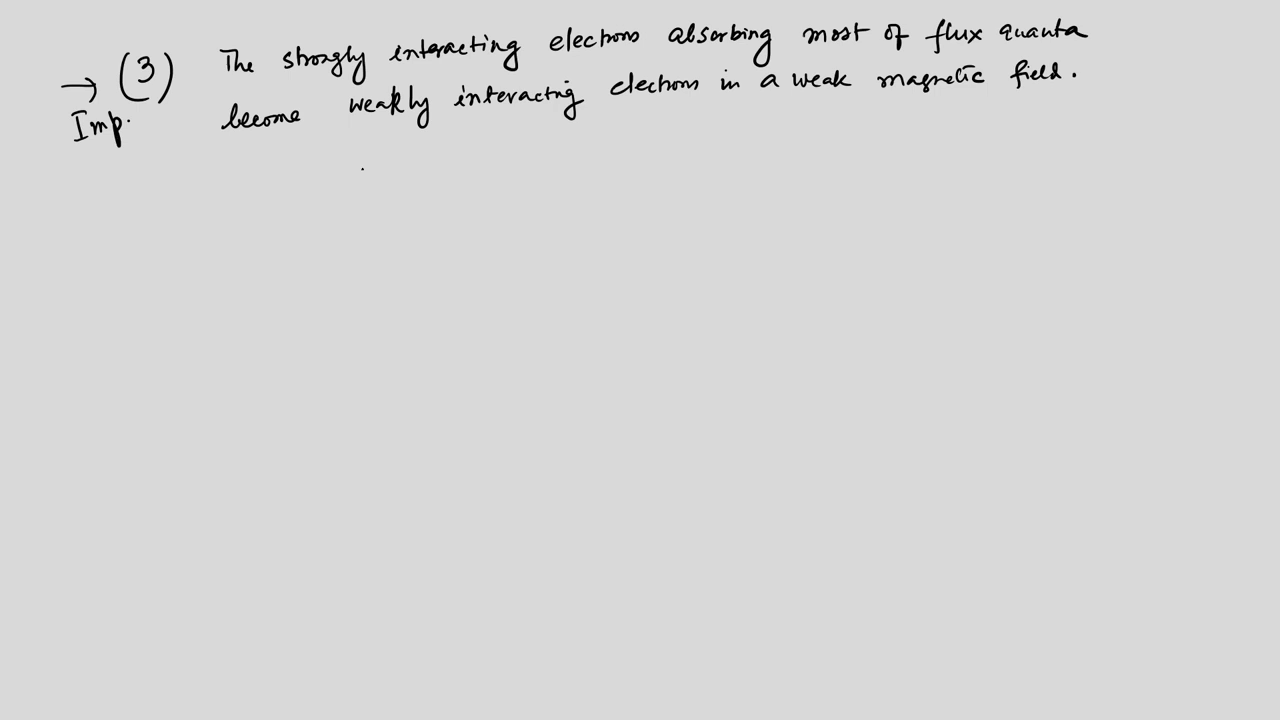 → (3) The strongly interacting electrons absorbing most of flux quanta
Imp. become weakly interacting electrons in a weak magnetic field.